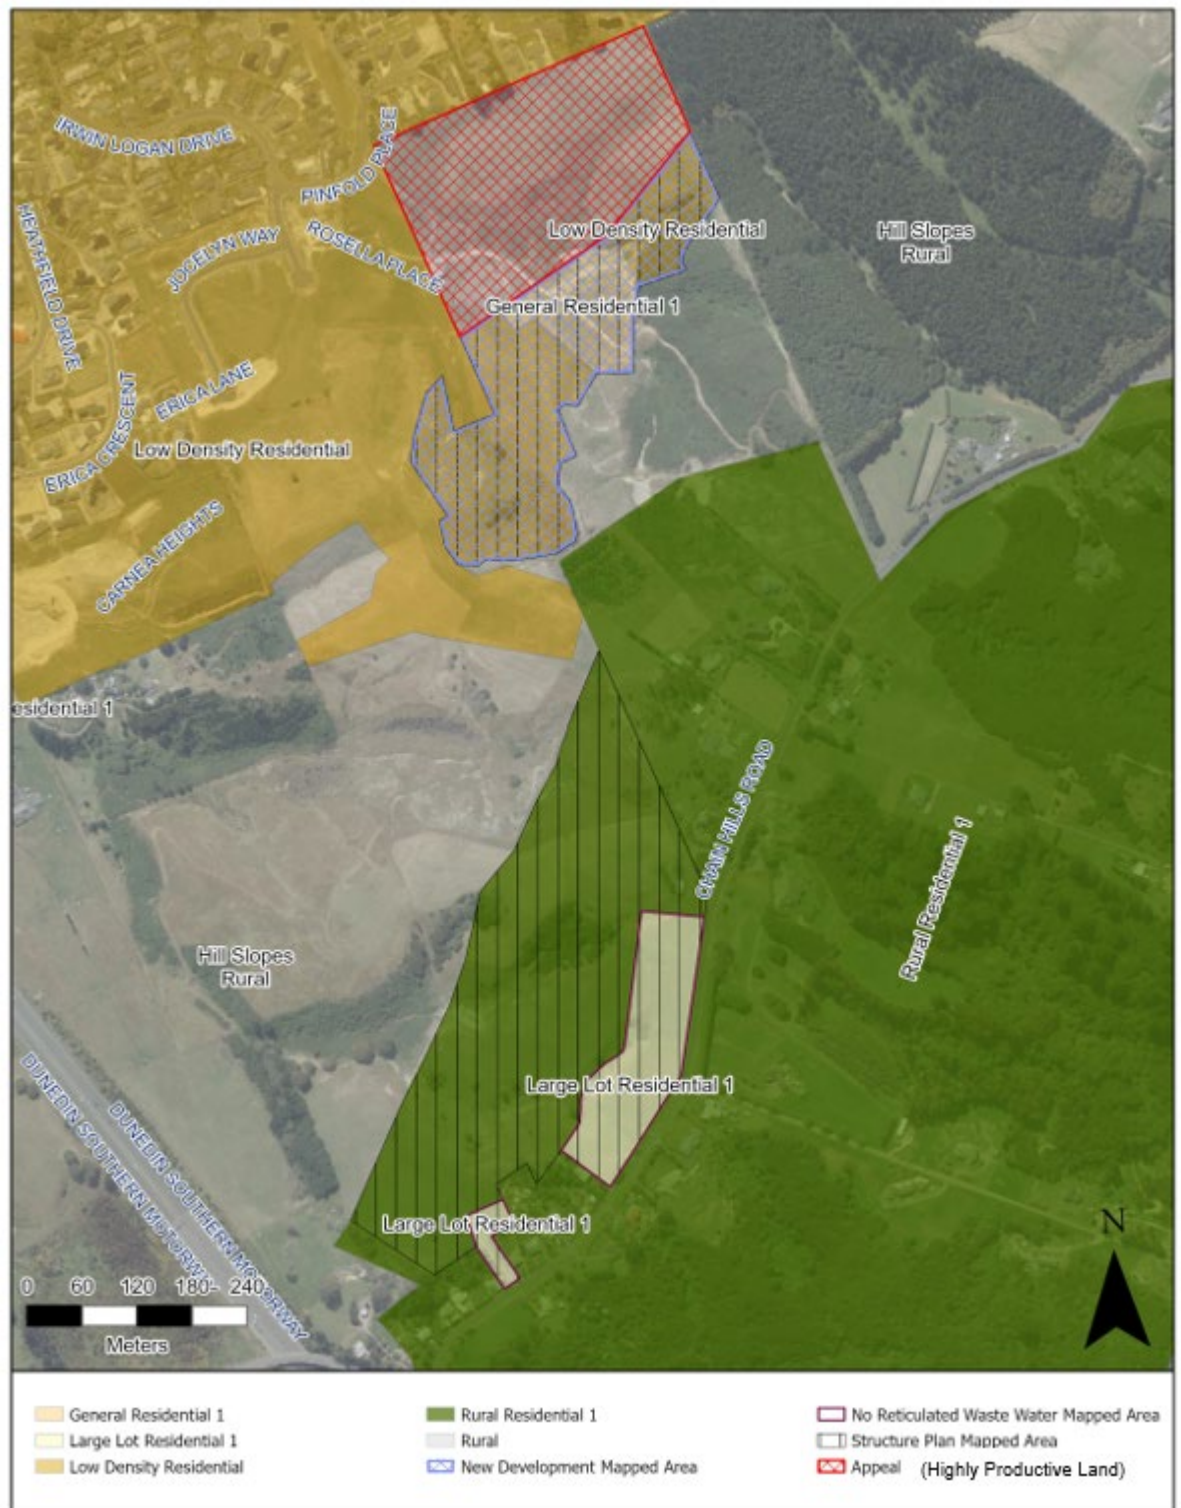 IRWIN LOGAN DRIVE
PINFOLD PLACE
HEATHFIELD DRIVE
JOCELYN WAY
ROSELLA PLACE
Low Density Residential
Hill Slopes
Rural
General Residential 1
ERICA LANE
ERICA CRESCENT
Low Density Residential
CARNEA HEIGHTS
esidential 1
CHAIN HILLS ROAD
Rural Residential 1
Hill Slopes
Rural
Large Lot Residential 1
DUNEDIN SOUTHERN MOTORWAY
DUNEDIN SOUTHERN MOTORW
Large Lot Residential 1
N
0 60 120 180 240
Meters
General Residential 1
Large Lot Residential 1
Low Density Residential
Rural Residential 1
Rural
New Development Mapped Area
No Reticulated Waste Water Mapped Area
Structure Plan Mapped Area
Appeal (Highly Productive Land)